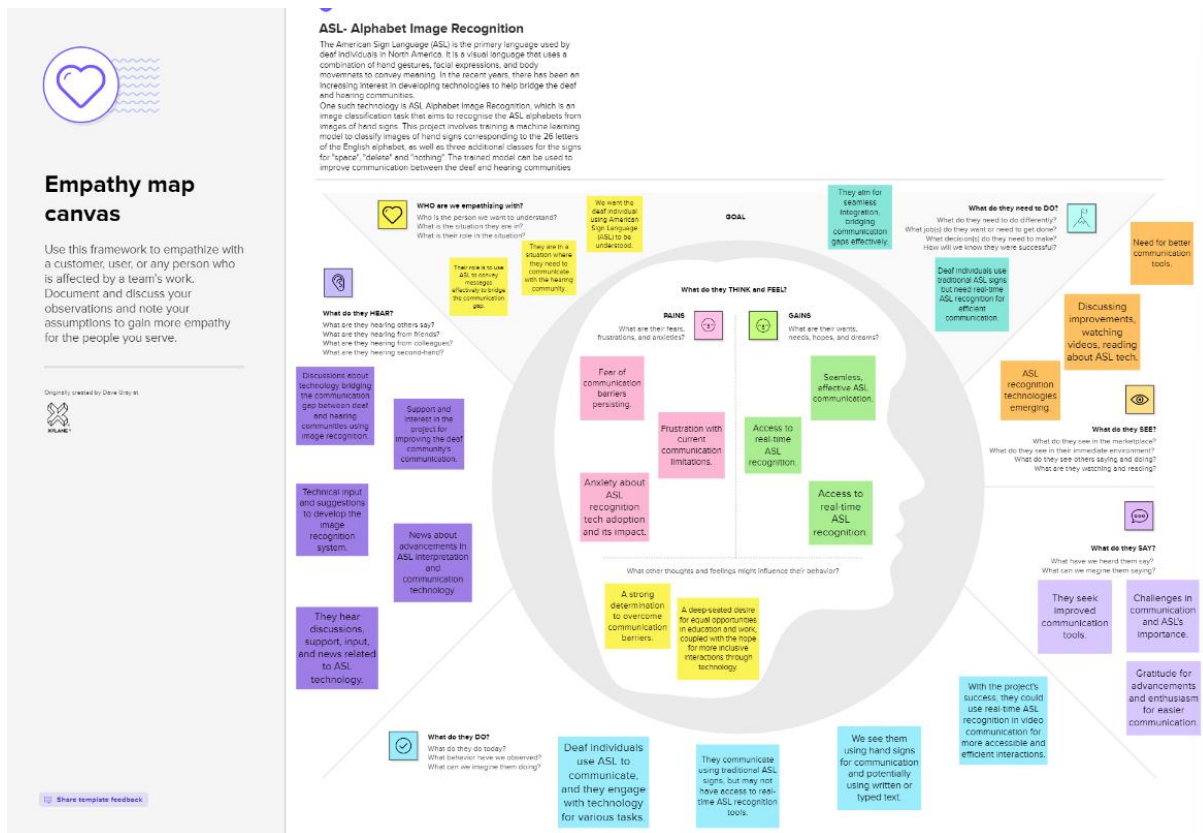 Empathy map
canvas
Use this framework to empathize with
a customer, user, or any person who
is affected by a team's work.
Document and discuss your
observations and note your
assumptions to gain more empathy
for the people you serve.
Originally created by Dave Gray at
XPLANE
Share template feedback
ASL- Alphabet Image Recognition
The American Sign Language (ASL) is the primary language used by
deaf individuals in North America. It is a visual language that uses a
combination of hand gestures, facial expressions, and body
movemnets to convey meaning. In the recent years, there has been an
increasing interest in developing technologies to help bridge the deaf
and hearing communities.
One such technology is ASL Alphabet Image Recognition, which is an
image classification task that aims to recognise the ASL alphabets from
images of hand signs. This project involves training a machine learning
model to classify images of hand signs corresponding to the 26 letters
of the English alphabet, as well as three additional classes for the signs
for "space", "delete" and "nothing". The trained model can be used to
improve communication between the deaf and hearing communities
WHO are we empathizing with?
Who is the person we want to understand?
What is the situation they are in?
What is their role in the situation?
We want the
deaf individual
using American
Sign Language
(ASL) to be
understood.
They are in a
situation where
they need to
communicate
with the hearing
community.
Their role is to use
ASL to convey
messages
effectively to bridge
the communication
gap.
GOAL
They aim for
seamless
integration,
bridging
communication
gaps effectively.
What do they need to DO?
What do they need to do differently?
What job(s) do they want or need to get done?
What decision(s) do they need to make?
How will we know they were successful?
Deaf individuals use
traditional ASL signs
but need real-time
ASL recognition for
efficient
communication.
Need for better
communication
tools.
Discussing
improvements,
watching
videos, reading
about ASL tech.
ASL
recognition
technologies
emerging.
What do they SEE?
What do they see in the marketplace?
What do they see in their immediate environment?
What do they see others saying and doing?
What are they watching and reading?
What do they HEAR?
What are they hearing others say?
What are they hearing from friends?
What are they hearing from colleagues?
What are they hearing second-hand?
Discussions about
technology bridging
the communication
gap between deaf
and hearing
communities using
image recognition.
Support and
interest in the
project for
improving the deaf
community's
communication.
Technical input
and suggestions
to develop the
image
recognition
system.
News about
advancements in
ASL interpretation
and
communication
technology
They hear
discussions,
support, input,
and news related
to ASL
technology.
What do they THINK and FEEL?
PAINS
What are their fears,
frustrations, and anxieties?
Fear of
communication
barriers
persisting.
Frustration with
current
communication
limitations.
Anxiety about
ASL
recognition
tech adoption
and its impact.
GAINS
What are their wants,
needs, hopes, and dreams?
Seamless,
effective ASL
communication.
Access to
real-time
ASL
recognition.
Access to
real-time
ASL
recognition.
What other thoughts and feelings might influence their behavior?
A strong
determination
to overcome
communication
barriers.
A deep-seated desire
for equal opportunities
in education and work,
coupled with the hope
for more inclusive
interactions through
technology.
What do they SAY?
What have we heard them say?
What can we imagine them saying?
They seek
improved
communication
tools.
Challenges in
communication
and ASL's
importance.
Gratitude for
advancements
and enthusiasm
for easier
communication.
What do they DO?
What do they do today?
What behavior have we observed?
What can we imagine them doing?
Deaf individuals
use ASL to
communicate,
and they engage
with technology
for various tasks.
They communicate
using traditional ASL
signs, but may not
have access to real-
time ASL recognition
tools.
We see them
using hand signs
for communication
and potentially
using written or
typed text.
With the project's
success, they could
use real-time ASL
recognition in video
communication for
more accessible and
efficient interactions.